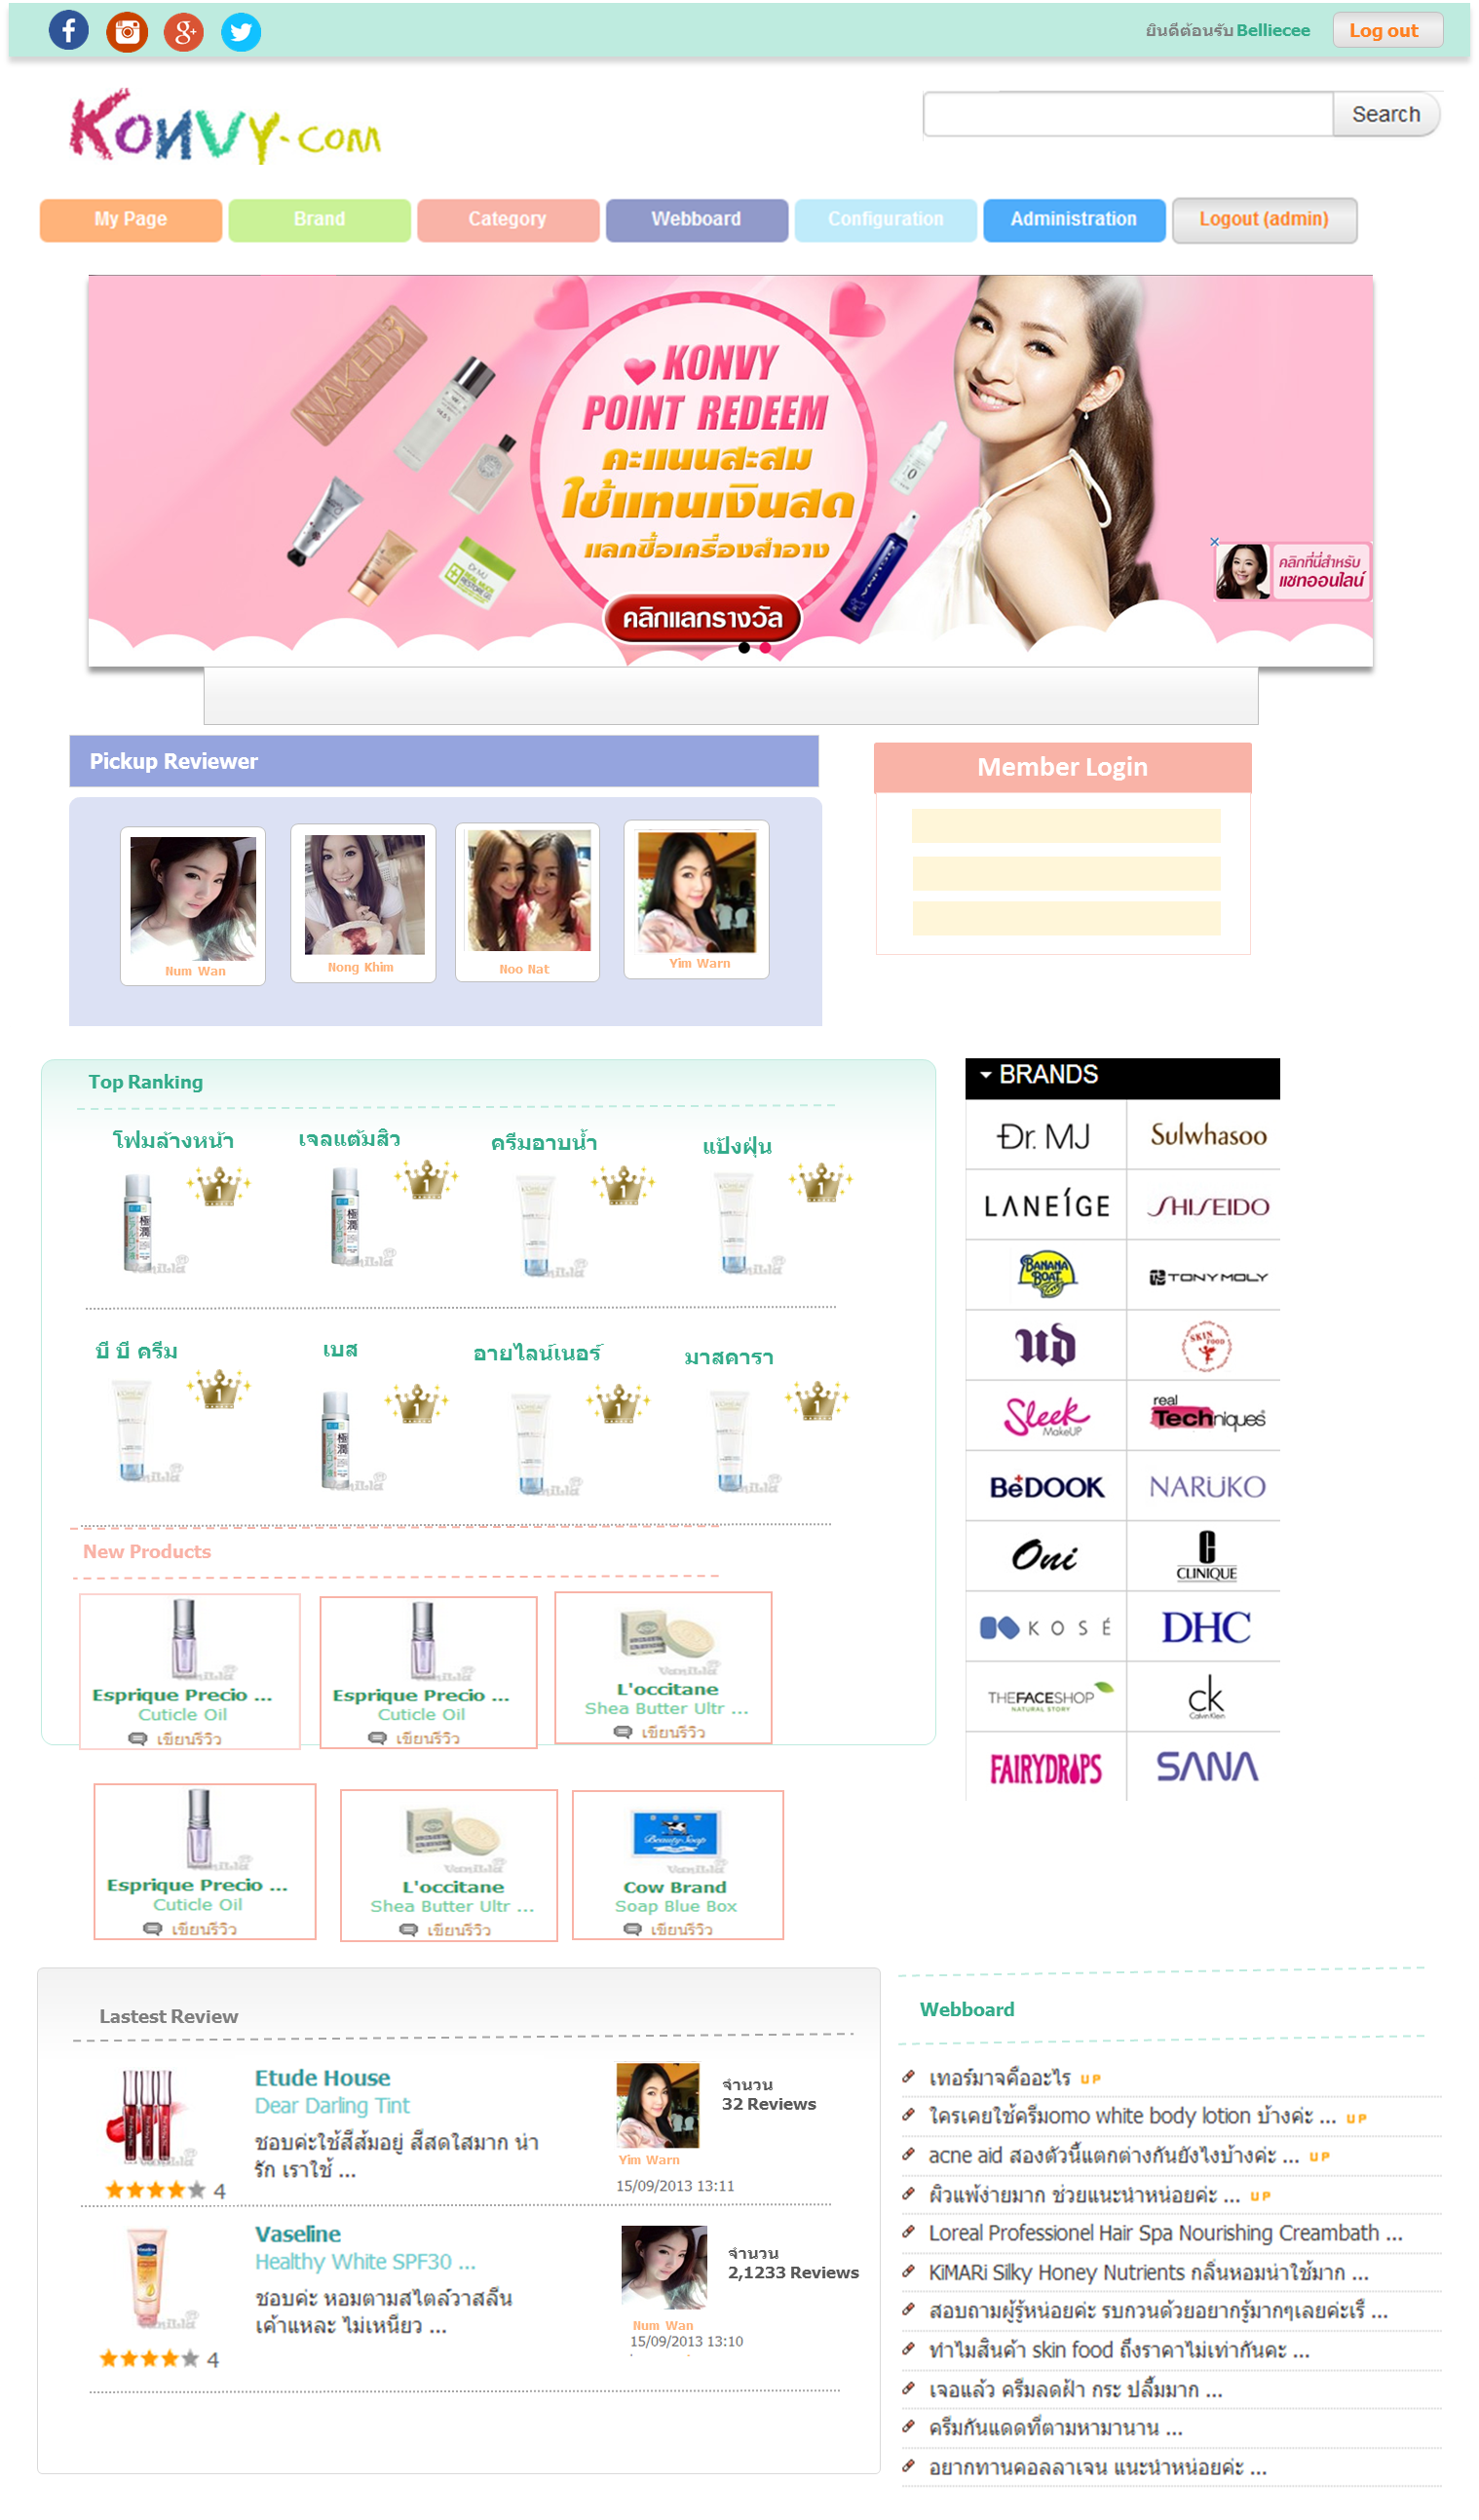 ยินดีต้อนรับ Belliecee
Log out
Konvy.com
Search
My Page
Brand
Category
Webboard
Configuration
Administration
Logout (admin)
NAKED3
KONVY
POINT REDEEM
คะแนนสะสม
ใช้แทนเงินสด
แลกซื้อเครื่องสำอาง
คลิกแลกรางวัล
Dr.MJ
คลิกที่นี่สำหรับ
แชทออนไลน์
Pickup Reviewer
Num Wan
Nong Khim
Noo Nat
Yim Warn
Member Login
Top Ranking
โฟมล้างหน้า
เจลแต้มสิว
ครีมอาบน้ำ
แป้งฝุ่น
1
1
1
1
บี บี ครีม
เบส
อายไลน์เนอร์
มาสคารา
1
1
1
1
BRANDS
Dr. MJ
Sulwhasoo
LANEÍGE
SHISEIDO
BANANA BOAT
TONYMOLY
UD
SKIN FOOD
Sleek MakeUP
real Techniques
BéDOOK
NARUKO
Oni
CLINIQUE
KOSÉ
DHC
THEFACESHOP
NATURAL STORY
ck
Calvin Klein
FAIRYDROPS
SANA
New Products
Esprique Precio ...
Cuticle Oil
เขียนรีวิว
Esprique Precio ...
Cuticle Oil
เขียนรีวิว
L'occitane
Shea Butter Ultr ...
เขียนรีวิว
Esprique Precio ...
Cuticle Oil
เขียนรีวิว
L'occitane
Shea Butter Ultr ...
เขียนรีวิว
Beauty Soap
Cow Brand
Soap Blue Box
เขียนรีวิว
Lastest Review
Etude House
Dear Darling Tint
ชอบค่ะใช้สีส้มอยู่ สีสดใสมาก น่า
รัก เราใช้ ...
4
จำนวน
32 Reviews
Yim Warn
15/09/2013 13:11
Vaseline
Healthy White SPF30 ...
ชอบค่ะ หอมตามสไตล์วาสลีน
เค้าแหละ ไม่เหนียว ...
4
จำนวน
2,1233 Reviews
Num Wan
15/09/2013 13:10
Webboard
เทอร์มาจคืออะไร UP
ใครเคยใช้ครีมomo white body lotion บ้างค่ะ ... UP
acne aid สองตัวนี้แตกต่างกันยังไงบ้างค่ะ ... UP
ผิวแพ้ง่ายมาก ช่วยแนะนำหน่อยค่ะ ... UP
Loreal Professionel Hair Spa Nourishing Creambath ...
KiMARi Silky Honey Nutrients กลิ่นหอมน่าใช้มาก ...
สอบถามผู้รู้หน่อยค่ะ รบกวนด้วยอยากรู้มากๆเลยค่ะเรื่ ...
ทำไมสินค้า skin food ถึงราคาไม่เท่ากันคะ ...
เจอแล้ว ครีมลดฝ้า กระ ปลื้มมาก ...
ครีมกันแดดที่ตามหามานาน ...
อยากทานคอลลาเจน แนะนำหน่อยค่ะ ...